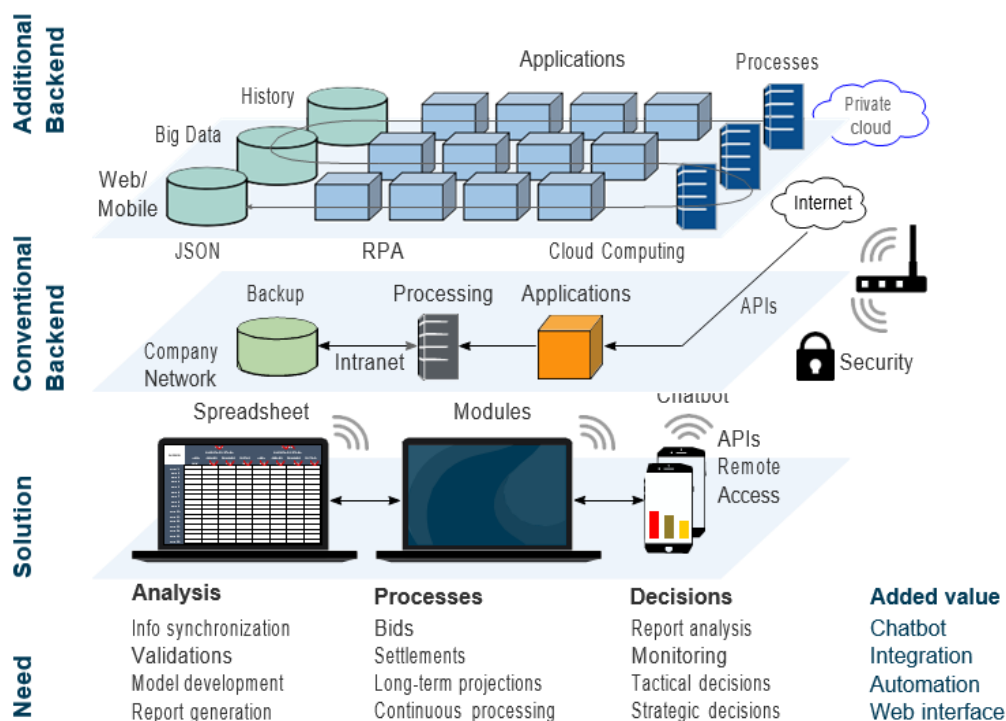 Additional
Backend
Applications
Processes
History
Private
cloud
Big Data
Web/
Mobile
Internet
JSON
RPA
Cloud Computing
Conventional
Backend
Backup
Processing
Applications
APIs
Company
Network
Intranet
Security
Solution
Spreadsheet
Modules
Chatbot
APIs
Remote
Access
Need
Analysis
Info synchronization
Validations
Model development
Report generation
Processes
Bids
Settlements
Long-term projections
Continuous processing
Decisions
Report analysis
Monitoring
Tactical decisions
Strategic decisions
Added value
Chatbot
Integration
Automation
Web interface